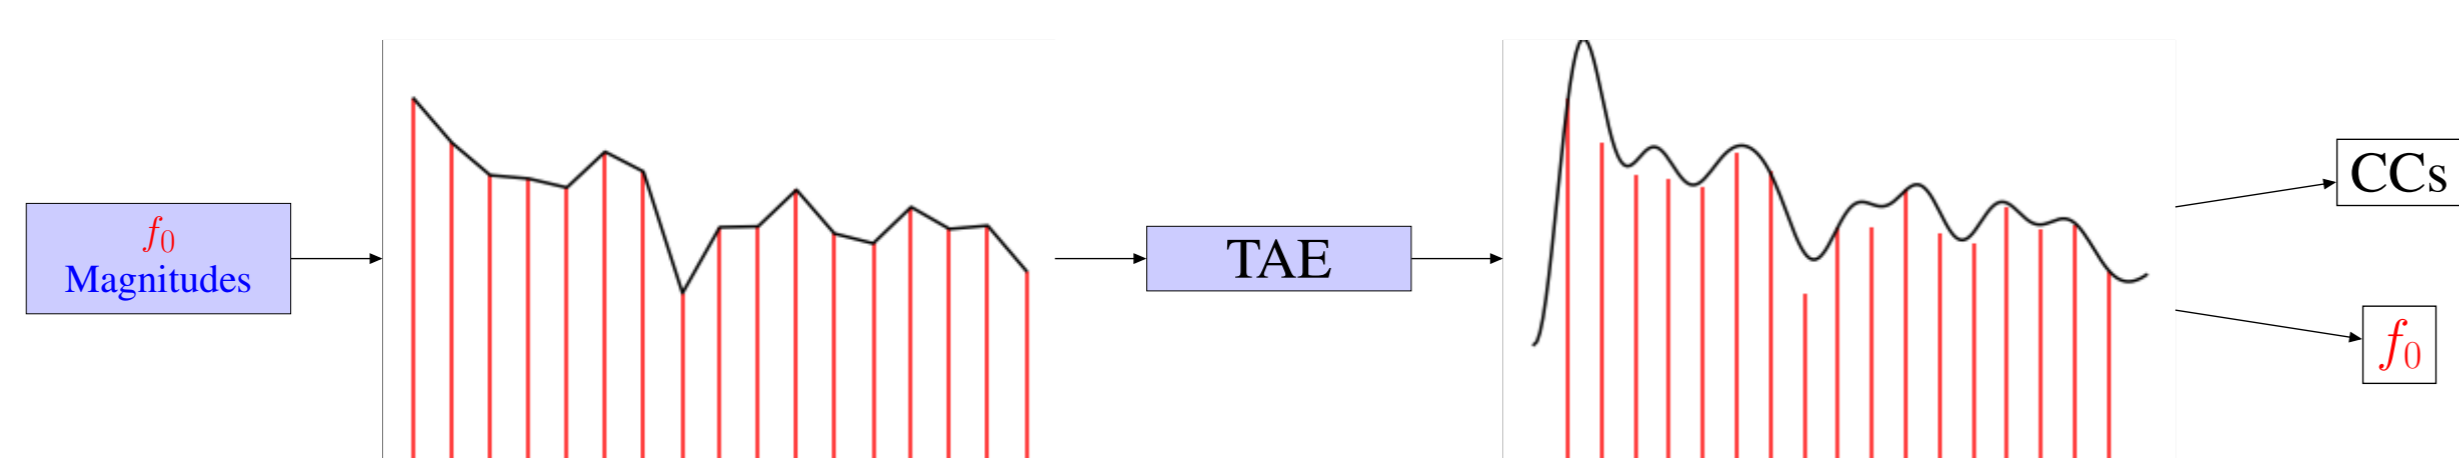 f₀
Magnitudes
TAE
CCs
f₀